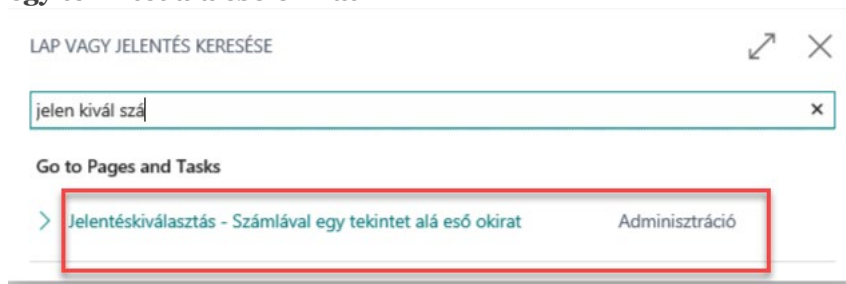 LAP VAGY JELENTÉS KERESÉSE
jelen kivál szá
Go to Pages and Tasks
Jelentéskiválasztás - Számlával egy tekintet alá eső okirat Adminisztráció